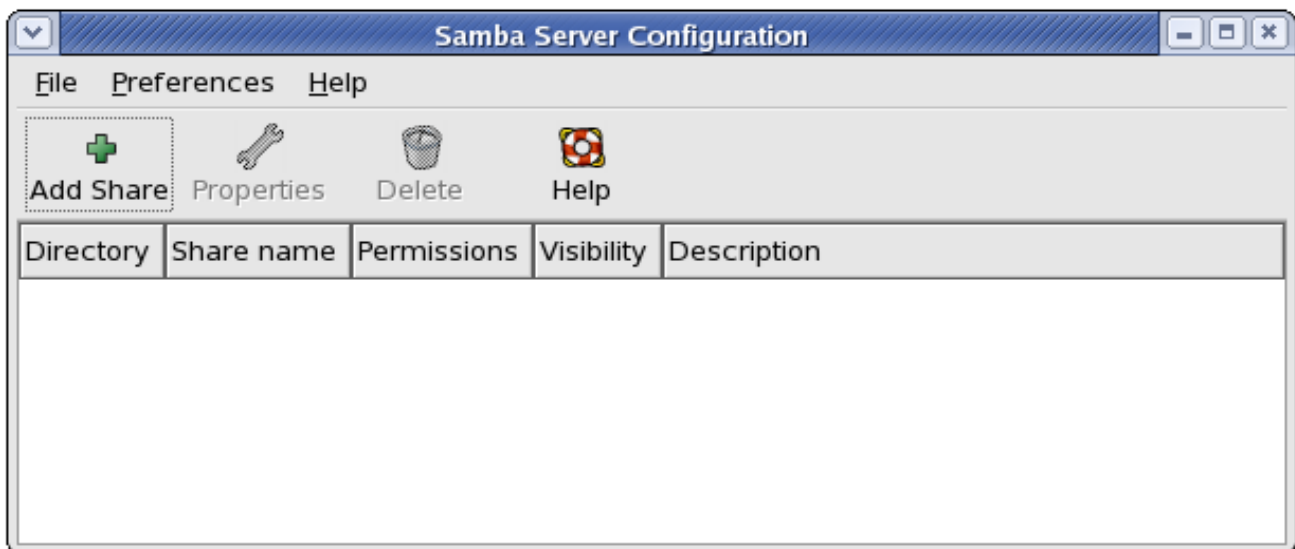 Samba Server Configuration
File Preferences Help
Add Share Properties Delete Help
Directory Share name Permissions Visibility Description